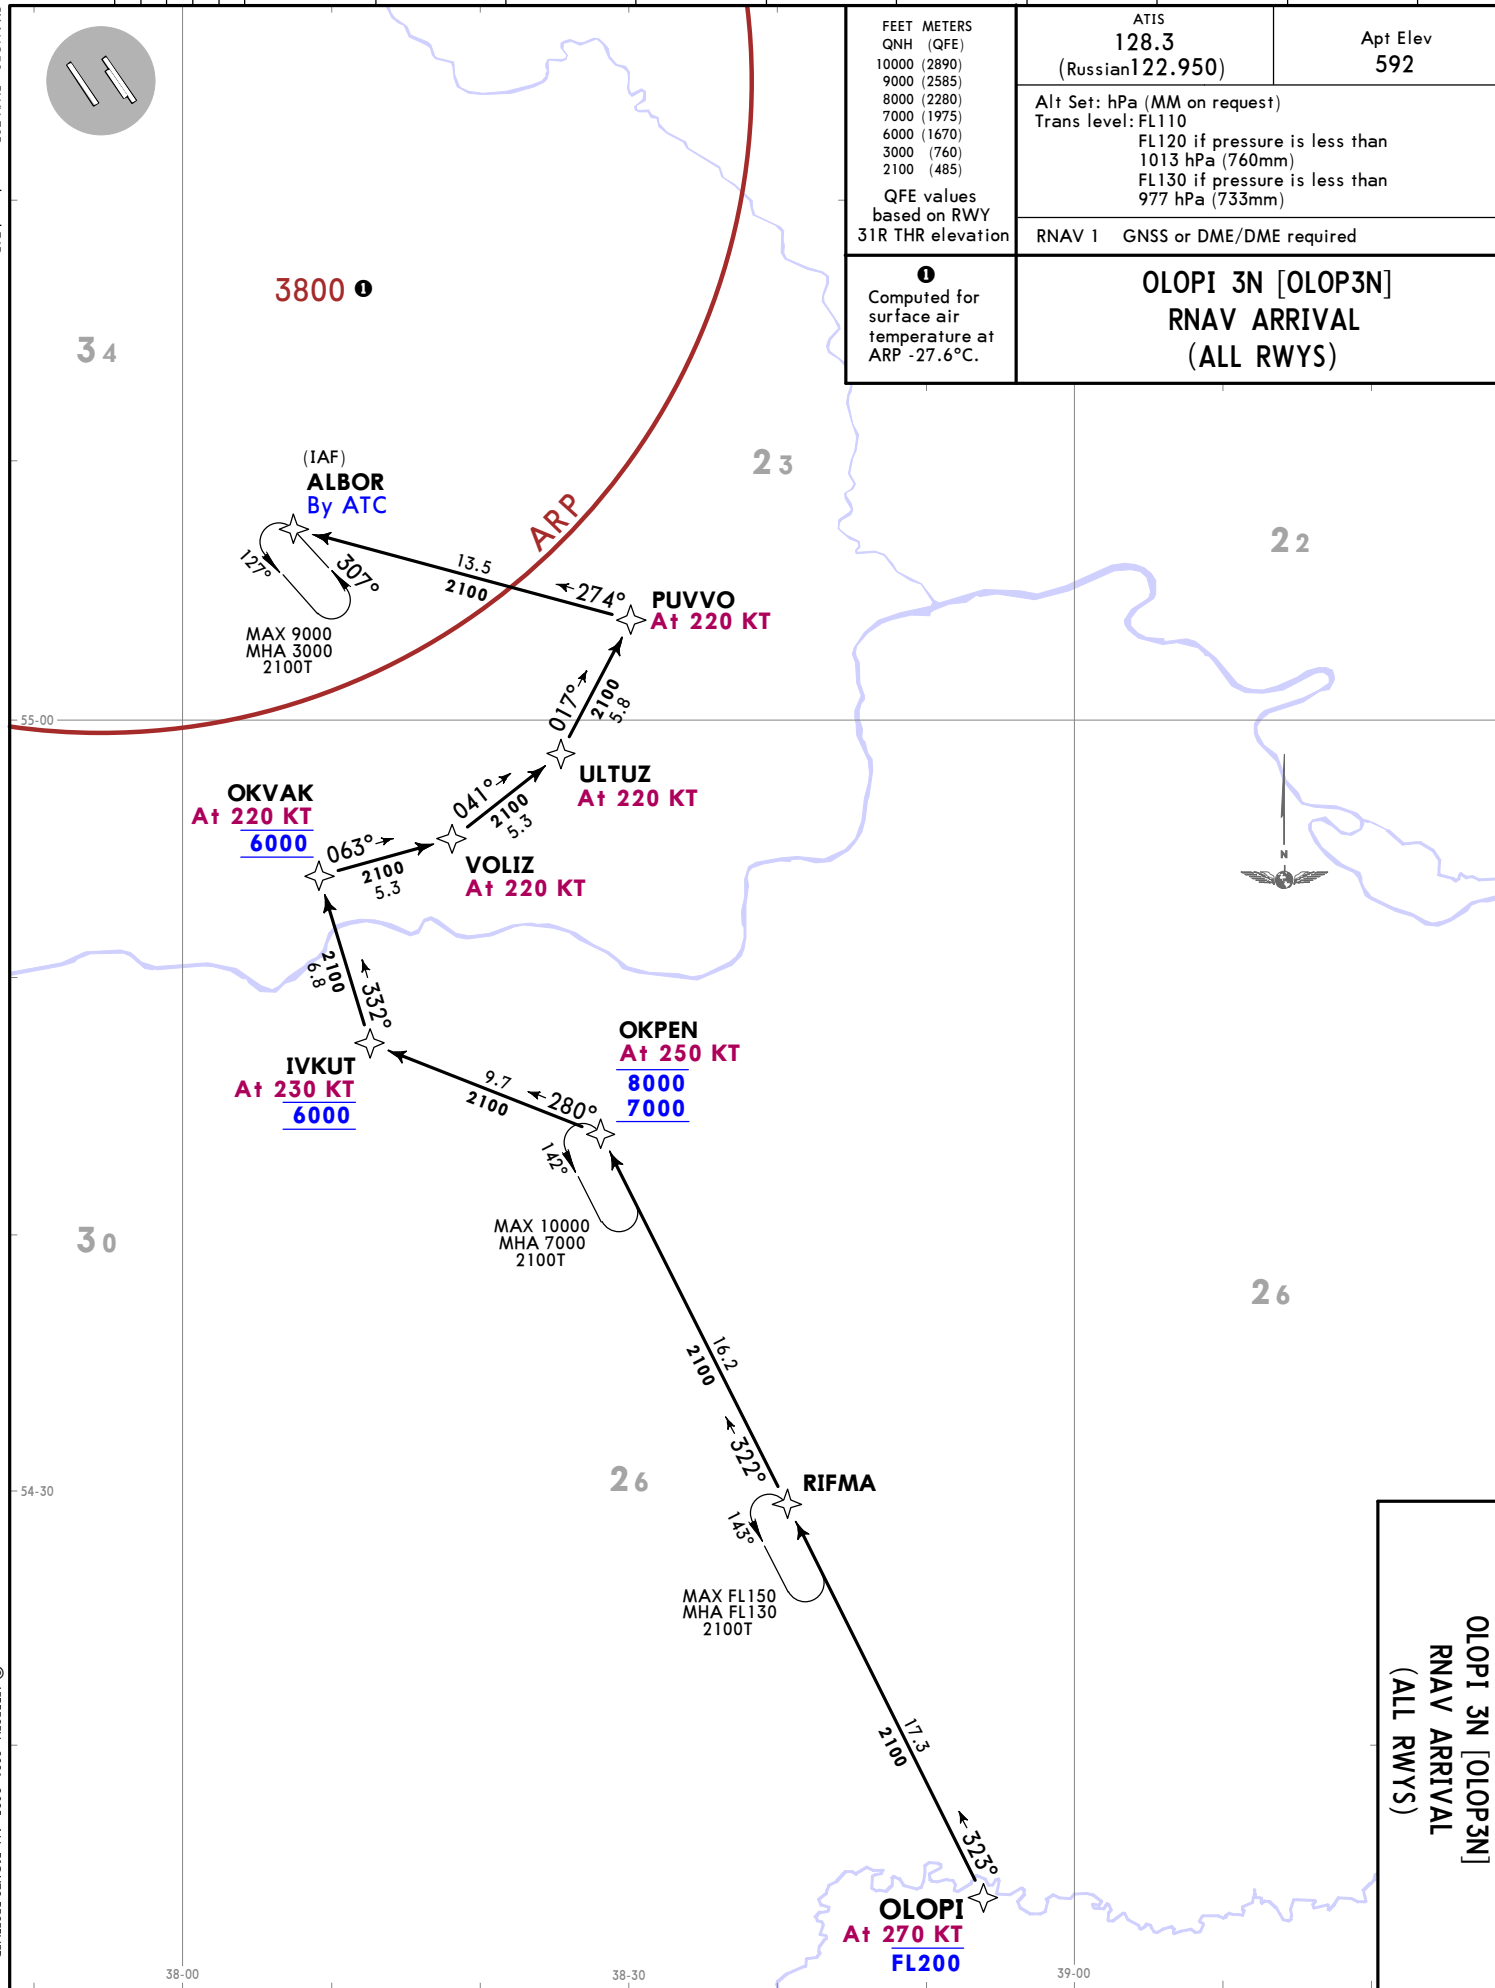 FEET METERS
QNH (QFE)
10000 (2890)
9000 (2585)
8000 (2280)
7000 (1975)
6000 (1670)
3000 (760)
2100 (485)
QFE values
based on RWY
31R THR elevation
ATIS
128.3
(Russian 122.950)
Apt Elev
592
Alt Set: hPa (MM on request)
Trans level: FL110
FL120 if pressure is less than
1013 hPa (760mm)
FL130 if pressure is less than
977 hPa (733mm)
RNAV 1 GNSS or DME/DME required
1
Computed for
surface air
temperature at
ARP -27.6°C.
OLOPI 3N [OLOP3N]
RNAV ARRIVAL
(ALL RWYS)
3800 1
34
23
22
(IAF)
ALBOR
By ATC
ARP
127°
307°
13.5
2100
274°
PUVVO
At 220 KT
MAX 9000
MHA 3000
2100T
017°
2100
5.8
55-00
ULTUZ
At 220 KT
OKVAK
At 220 KT
6000
041°
2100
5.3
063°
2100
5.3
VOLIZ
At 220 KT
N
2100
6.8
332°
OKPEN
At 250 KT
8000
7000
IVKUT
At 230 KT
6000
9.7
2100
280°
142°
MAX 10000
MHA 7000
2100T
30
26
16.2
2100
322°
26
RIFMA
54-30
143°
MAX FL150
MHA FL130
2100T
17.3
2100
323°
OLOPI
At 270 KT
FL200
38-00
38-30
39-00
OLOPI 3N [OLOP3N]
RNAV ARRIVAL
(ALL RWYS)